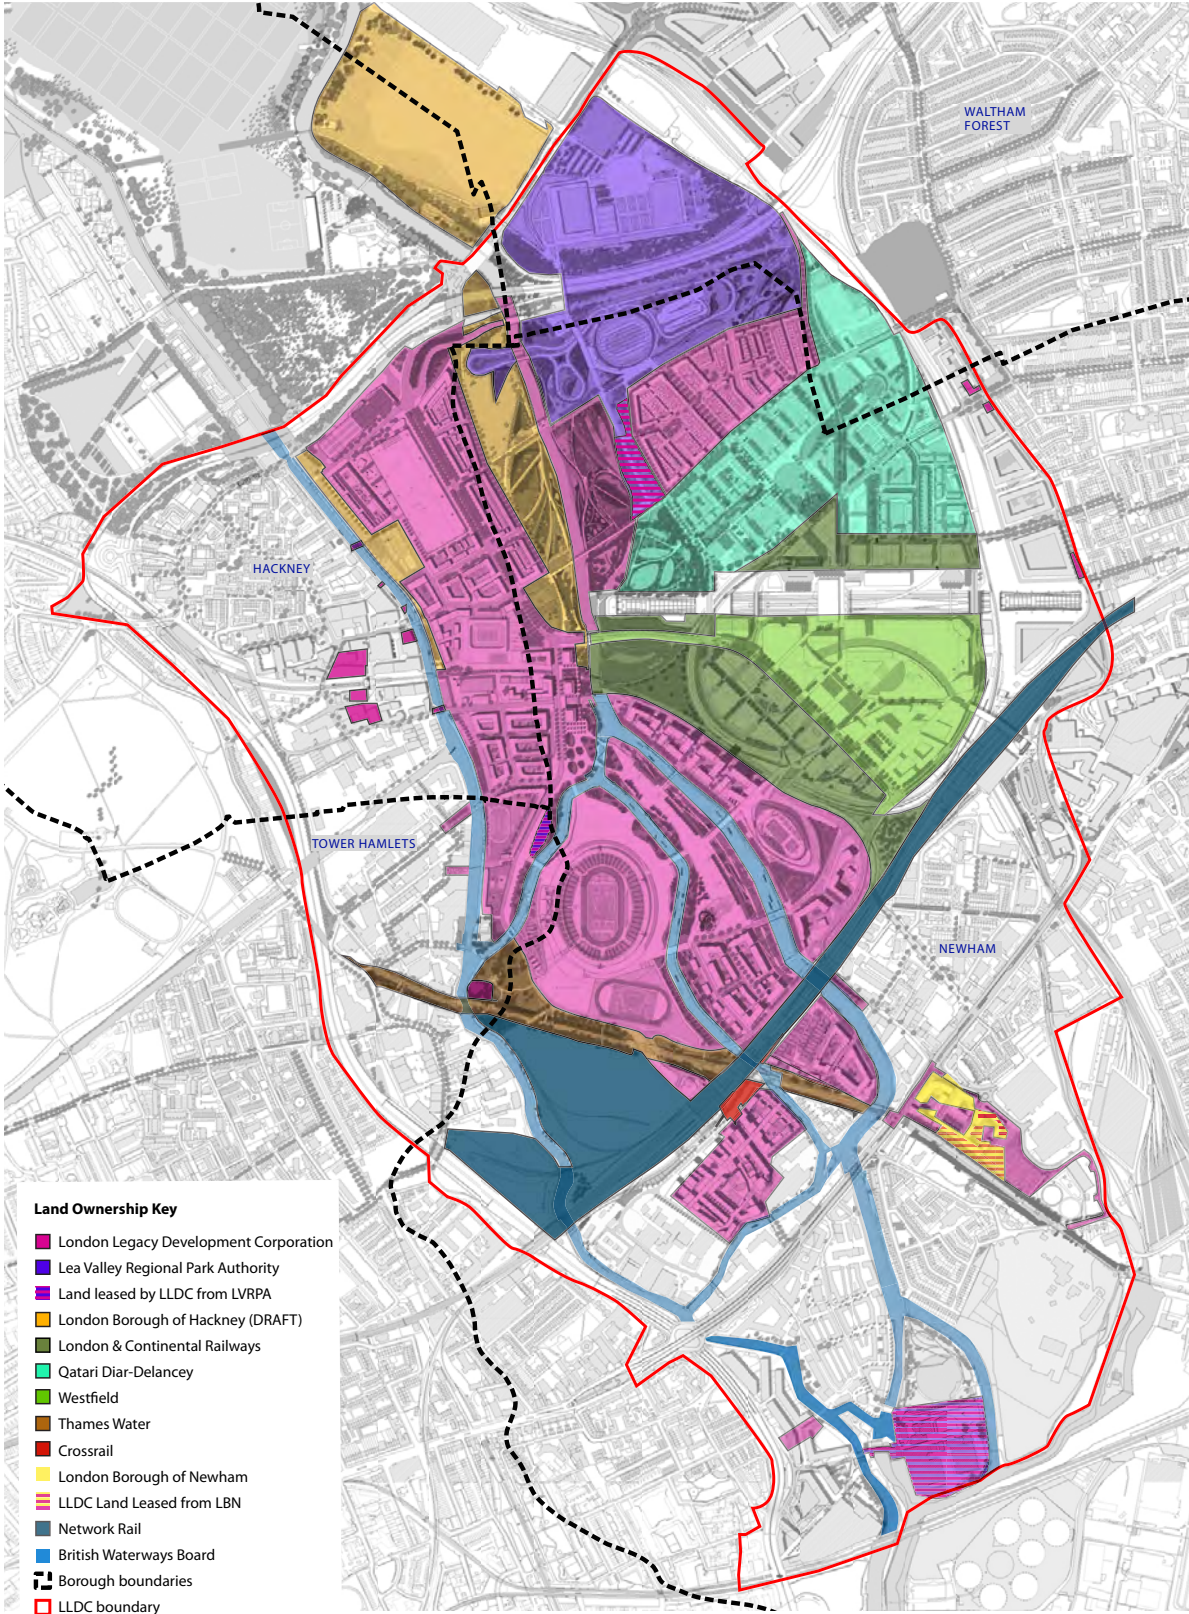 WALTHAM
FOREST
HACKNEY
TOWER HAMLETS
NEWHAM
Land Ownership Key
London Legacy Development Corporation
Lea Valley Regional Park Authority
Land leased by LLDC from LVRPA
London Borough of Hackney (DRAFT)
London & Continental Railways
Qatari Diar-Delancey
Westfield
Thames Water
Crossrail
London Borough of Newham
LLDC Land Leased from LBN
Network Rail
British Waterways Board
Borough boundaries
LLDC boundary